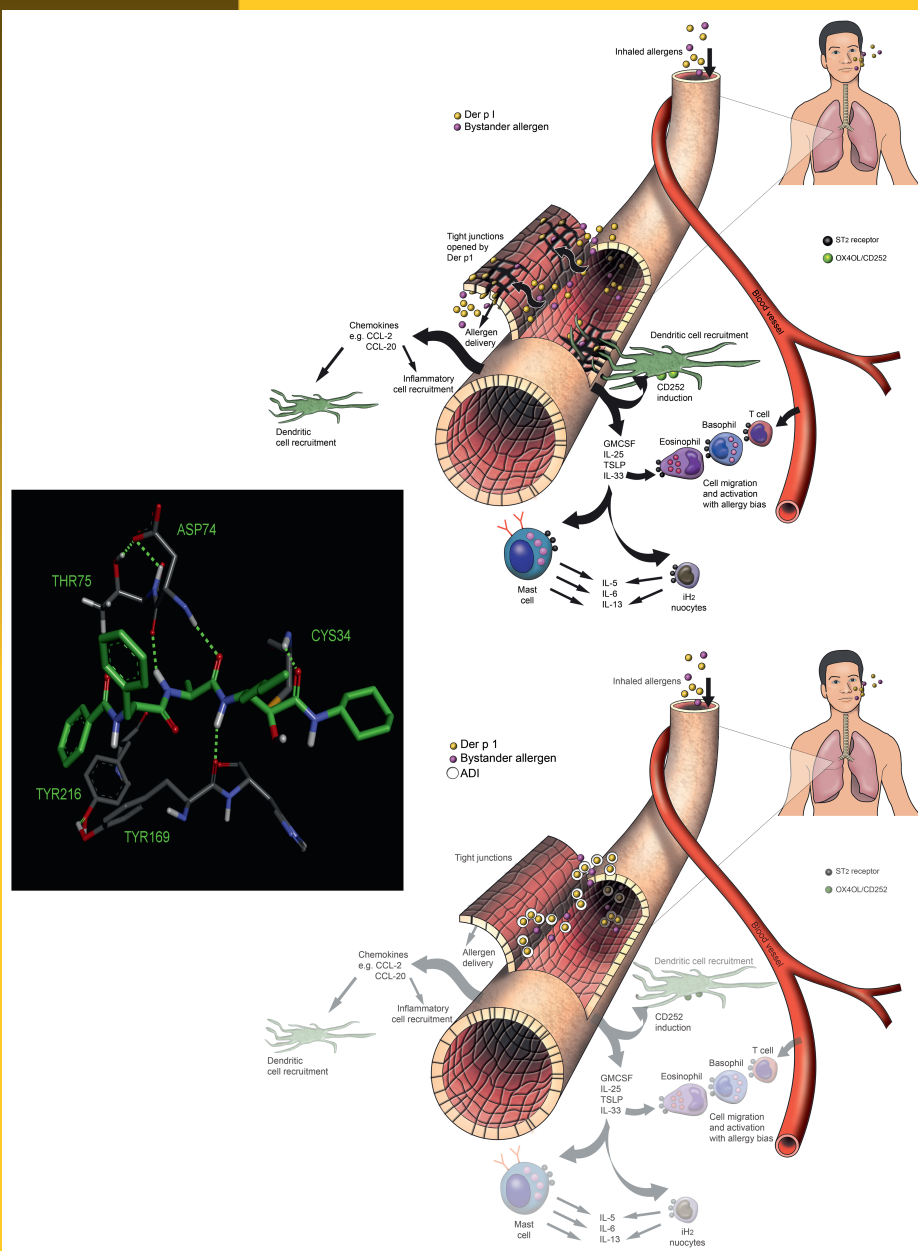 Inhaled allergens
Der p I
Bystander allergen
Tight junctions
opened by
Der p1
ST2 receptor
OX4OL/CD252
Blood vessel
Chemokines
e.g. CCL-2
CCL-20
Allergen
delivery
Dendritic cell recruitment
Inflammatory
cell recruitment
CD252
induction
Dendritic
cell recruitment
T cell
Basophil
Eosinophil
GMCSF
IL-25
TSLP
IL-33
Cell migration
and activation
with allergy bias
Mast
cell
IL-5
IL-6
IL-13
iH2
nuocytes
ASP74
THR75
CYS34
TYR216
TYR169
Inhaled allergens
Der p 1
Bystander allergen
ADI
Tight junctions
ST2 receptor
OX4OL/CD252
Blood vessel
Chemokines
e.g. CCL-2
CCL-20
Allergen
delivery
Dendritic cell recruitment
Inflammatory
cell recruitment
CD252
induction
Dendritic
cell recruitment
T cell
Basophil
Eosinophil
GMCSF
IL-25
TSLP
IL-33
Cell migration
and activation
with allergy bias
Mast
cell
IL-5
IL-6
IL-13
iH2
nuocytes